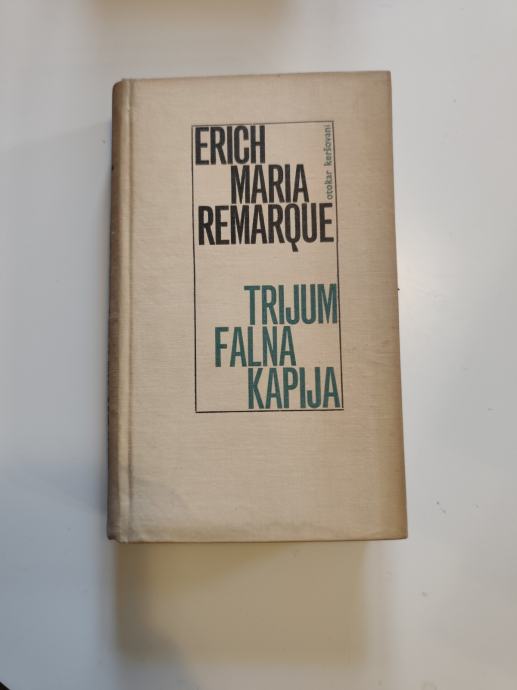 ERICH
MARIA
REMARQUE
otokar keršovani
TRIJUM
FALNA
KAPIJA